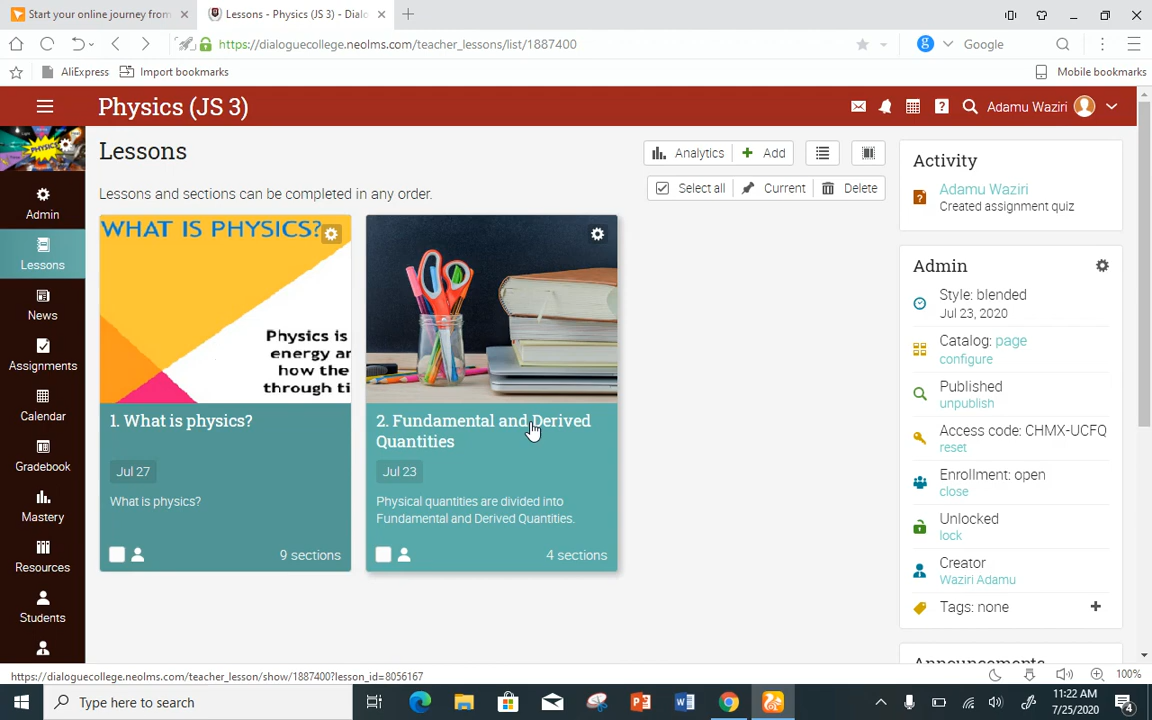 Start your online journey from
Lessons - Physics (JS 3) - Dialo
https://dialoguecollege.neolms.com/teacher_lessons/list/1887400
Google
AliExpress
Import bookmarks
Mobile bookmarks
Physics (JS 3)
Adamu Waziri
PHYSICS
Admin
Lessons
News
Assignments
Calendar
Gradebook
Mastery
Resources
Students
Lessons
Analytics
Add
Lessons and sections can be completed in any order.
Select all
Current
Delete
WHAT IS PHYSICS?
Physics is
energy ar
how the
through ti
1. What is physics?
Jul 27
What is physics?
9 sections
2. Fundamental and Derived
Quantities
Jul 23
Physical quantities are divided into
Fundamental and Derived Quantities.
4 sections
Activity
Adamu Waziri
Created assignment quiz
Admin
Style: blended
Jul 23, 2020
Catalog: page
configure
Published
unpublish
Access code: CHMX-UCFQ
reset
Enrollment: open
close
Unlocked
lock
Creator
Waziri Adamu
Tags: none
Announcements
https://dialoguecollege.neolms.com/teacher_lesson/show/1887400?lesson_id=8056167
100%
Type here to search
11:22 AM
7/25/2020
4